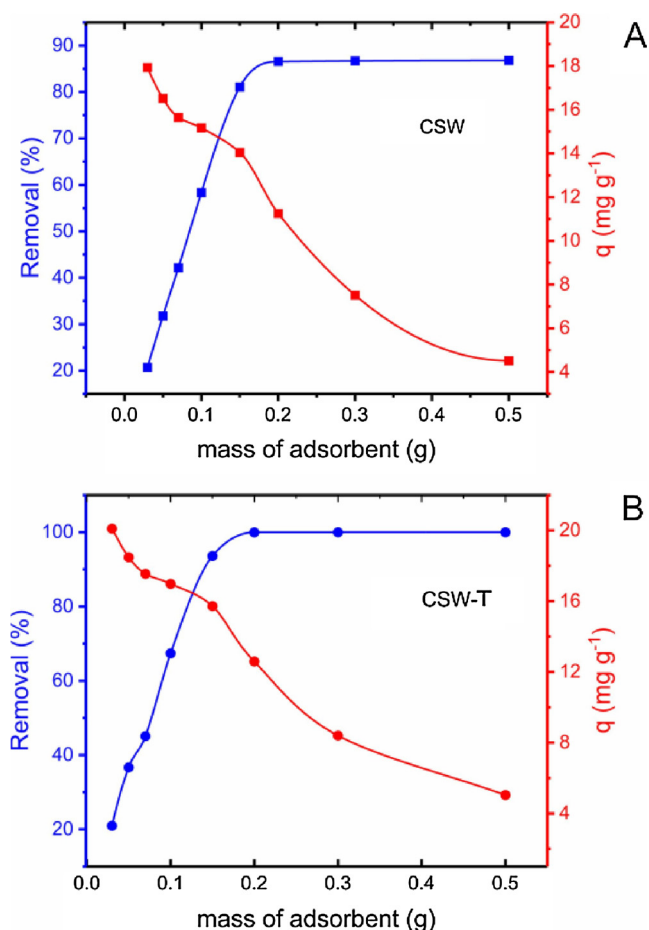 A
CSW
90
80
70
60
50
40
30
20
Removal (%)
20
18
16
14
12
10
8
6
4
q (mg g⁻¹)
0.0 0.1 0.2 0.3 0.4 0.5
mass of adsorbent (g)
B
CSW-T
100
80
60
40
20
Removal (%)
20
16
12
8
4
q (mg g⁻¹)
0.0 0.1 0.2 0.3 0.4 0.5
mass of adsorbent (g)